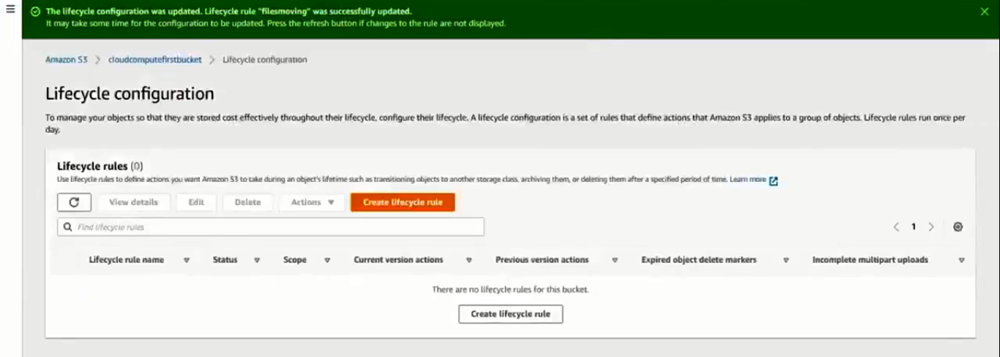 The lifecycle configuration was updated. Lifecycle rule "filesmoving" was successfully updated.
It may take some time for the configuration to be updated. Press the refresh button if changes to the rule are not displayed.
Amazon S3 > cloudcomputefirstbucket > Lifecycle configuration
Lifecycle configuration
To manage your objects so that they are stored cost effectively throughout their lifecycle, configure their lifecycle. A lifecycle configuration is a set of rules that define actions that Amazon S3 applies to a group of objects. Lifecycle rules run once per
day.
Lifecycle rules (0)
Use lifecycle rules to define actions you want Amazon S3 to take during an object's lifetime such as transitioning objects to another storage class, archiving them, or deleting them after a specified period of time. Learn more
View details Edit Delete Actions Create lifecycle rule
Find lifecycle rules 1
Lifecycle rule name Status Scope Current version actions Previous version actions Expired object delete markers Incomplete multipart uploads
There are no lifecycle rules for this bucket.
Create lifecycle rule